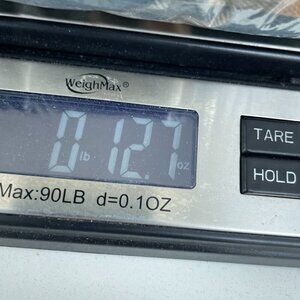 WeighMax®
0 lb 12.7 oz
Max:90LB d=0.1OZ
TARE
HOLD